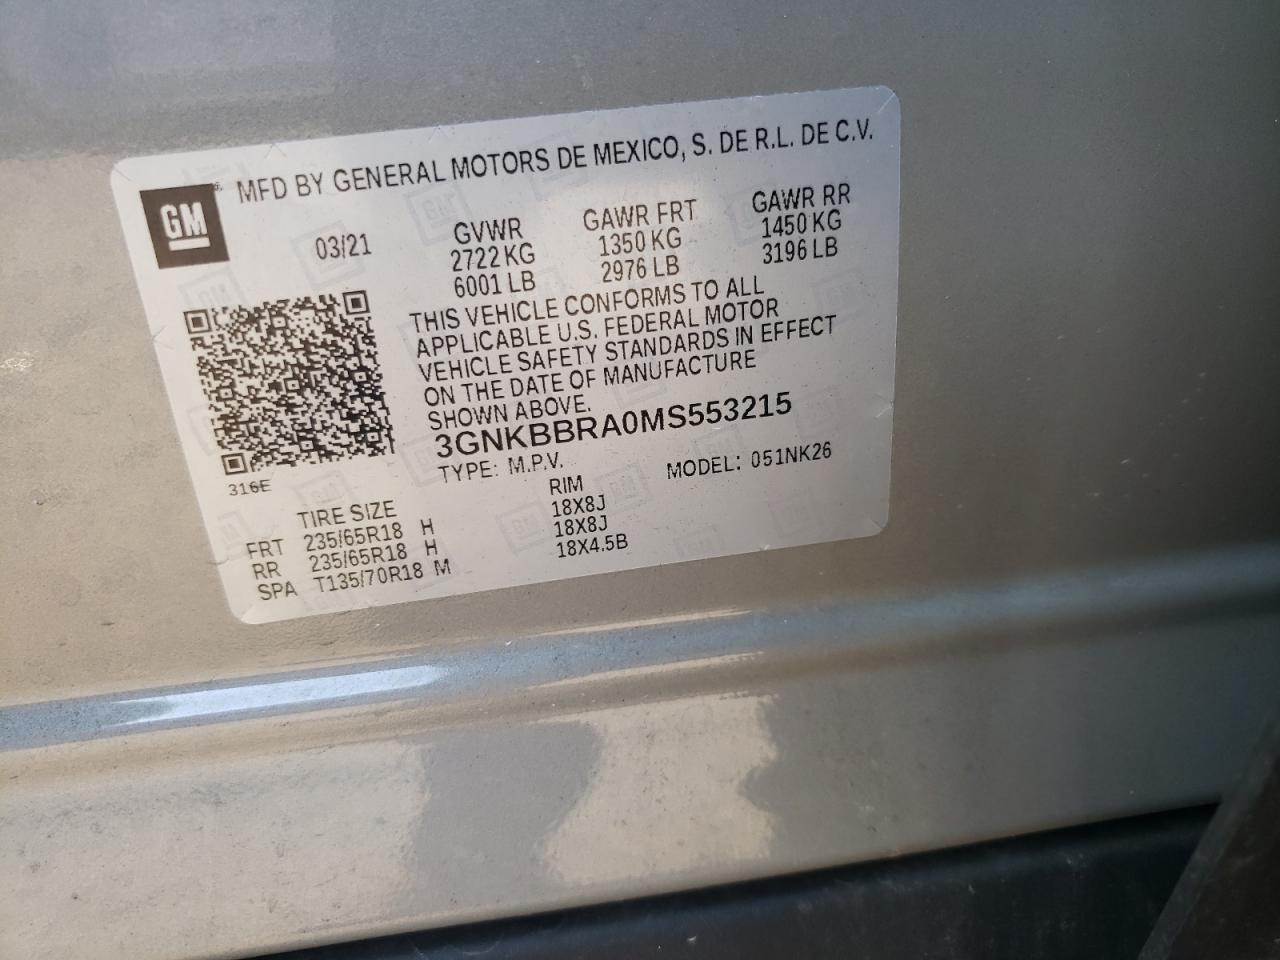 GM
MFD BY GENERAL MOTORS DE MEXICO, S. DE R.L. DE C.V.
03/21
GVWR GAWR FRT GAWR RR
2722 KG 1350 KG 1450 KG
6001 LB 2976 LB 3196 LB
THIS VEHICLE CONFORMS TO ALL
APPLICABLE U.S. FEDERAL MOTOR
VEHICLE SAFETY STANDARDS IN EFFECT
ON THE DATE OF MANUFACTURE
SHOWN ABOVE.
3GNKBBRA0MS553215
TYPE: M.P.V. MODEL: 051NK26
316E
TIRE SIZE RIM
FRT 235/65R18 H 18X8J
RR 235/65R18 H 18X8J
SPA T135/70R18 M 18X4.5B